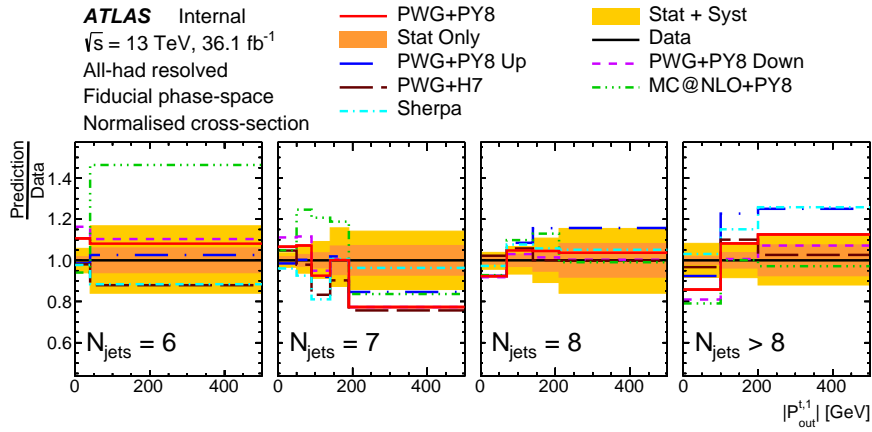 ATLAS Internal
√s = 13 TeV, 36.1 fb⁻¹
All-had resolved
Fiducial phase-space
Normalised cross-section
PWG+PY8
Stat Only
PWG+PY8 Up
PWG+H7
Sherpa
Stat + Syst
Data
PWG+PY8 Down
MC@NLO+PY8
Prediction
Data
1.4
1.2
1.0
0.8
0.6
N_jets = 6
N_jets = 7
N_jets = 8
N_jets > 8
0 200 400
0 200 400
0 200 400
0 200 400
|P_out^t,1| [GeV]